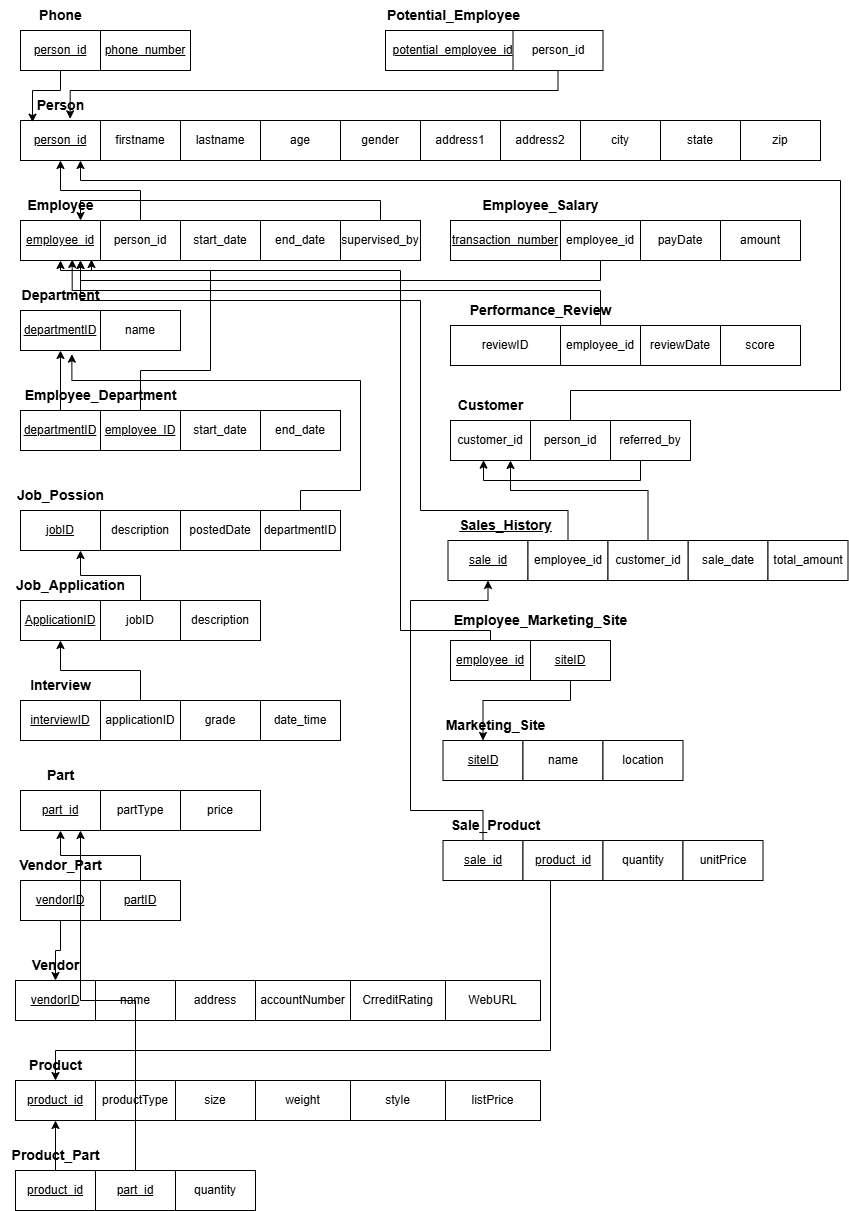 Phone
person_id phone_number
Potential_Employee
potential_employee_id person_id
Person
person_id firstname lastname age gender address1 address2 city state zip
Employee
employee_id person_id start_date end_date supervised_by
Employee_Salary
transaction_number employee_id payDate amount
Department
departmentID name
Performance_Review
reviewID employee_id reviewDate score
Employee_Department
departmentID employee_ID start_date end_date
Customer
customer_id person_id referred_by
Job_Possion
jobID description postedDate departmentID
Sales_History
sale_id employee_id customer_id sale_date total_amount
Job_Application
ApplicationID jobID description
Employee_Marketing_Site
employee_id siteID
Interview
interviewID applicationID grade date_time
Marketing_Site
siteID name location
Part
part_id partType price
Sale_Product
sale_id product_id quantity unitPrice
Vendor_Part
vendorID partID
Vendor
vendorID name address accountNumber CrreditRating WebURL
Product
product_id productType size weight style listPrice
Product_Part
product_id part_id quantity